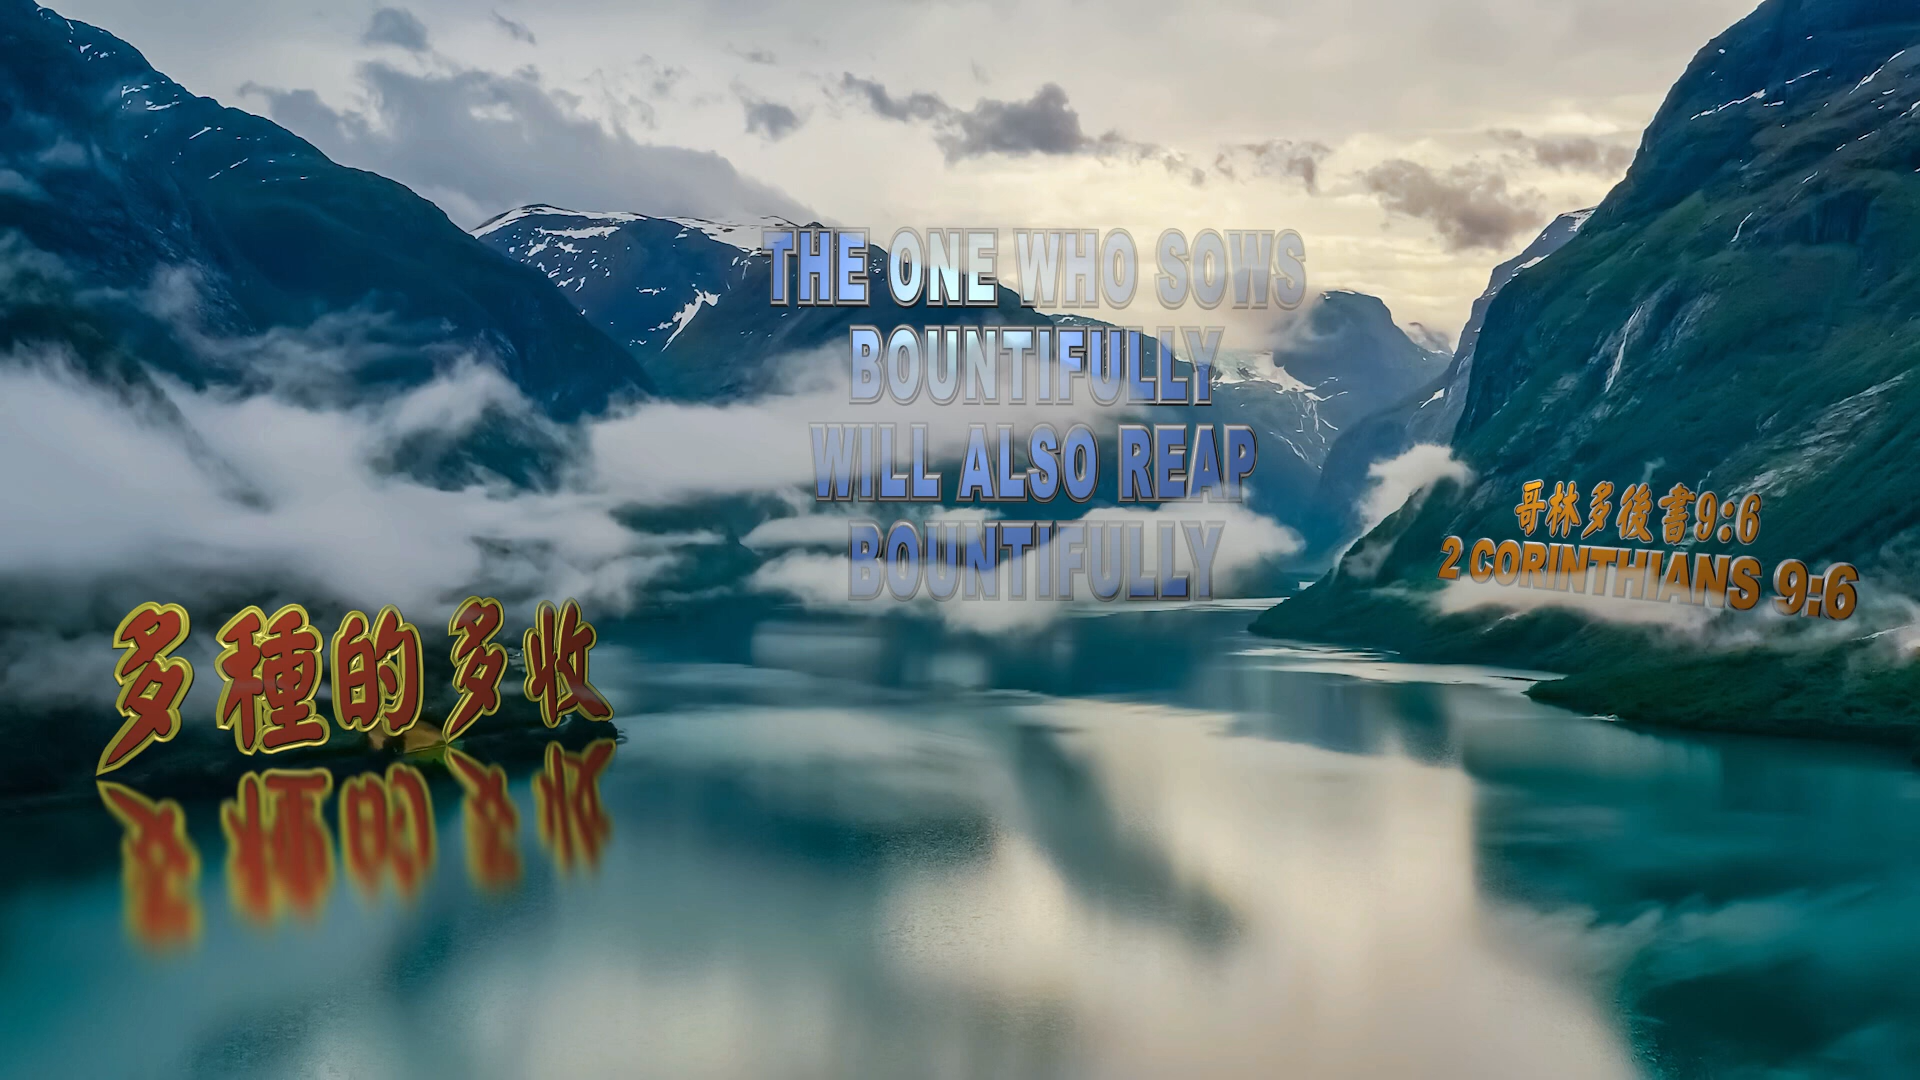 THE ONE WHO SOWS
BOUNTIFULLY
WILL ALSO REAP
BOUNTIFULLY
哥林多後書9:6
2 CORINTHIANS 9:6
多種的多收